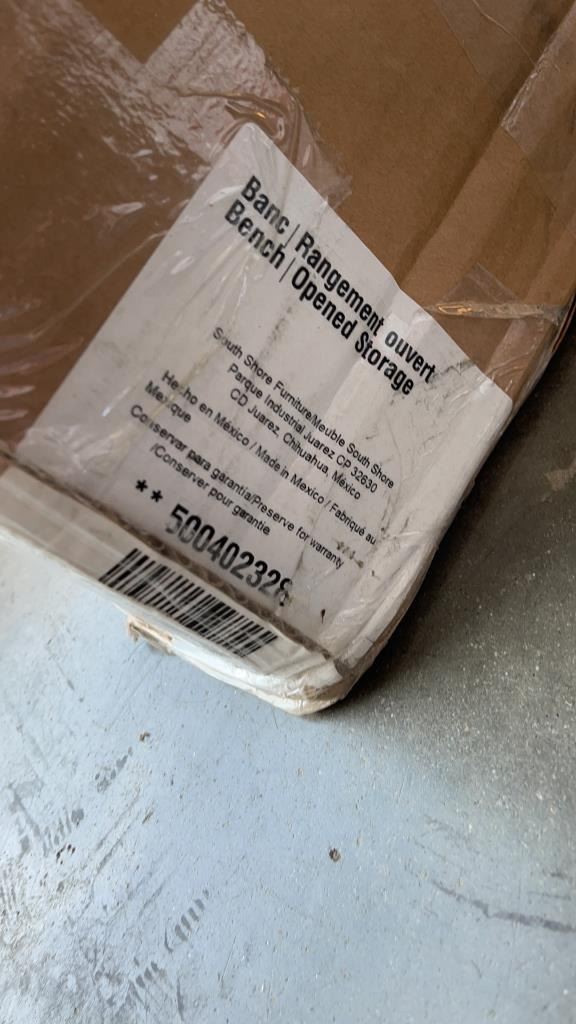 Banc | Rangement ouvert
Bench | Opened Storage
South Shore Furniture/Meuble South Shore
Parque Industrial Juarez CP 32630
CD Juarez, Chihuahua, México
Hecho en México / Made in Mexico / Fabriqué au
Mexique
Conservar para garantía/Preserve for warranty
/Conserver pour garantie
** 500402328